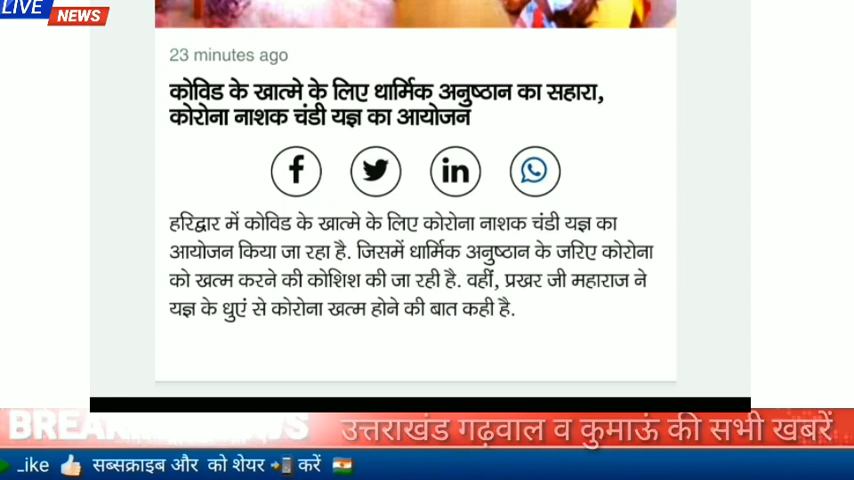 LIVE
NEWS
23 minutes ago
कोविड के खात्मे के लिए धार्मिक अनुष्ठान का सहारा,
कोरोना नाशक चंडी यज्ञ का आयोजन
हरिद्वार में कोविड के खात्मे के लिए कोरोना नाशक चंडी यज्ञ का
आयोजन किया जा रहा है. जिसमें धार्मिक अनुष्ठान के जरिए कोरोना
को खत्म करने की कोशिश की जा रही है. वहीं, प्रखर जी महाराज ने
यज्ञ के धुएं से कोरोना खत्म होने की बात कही है.
उत्तराखंड गढ़वाल व कुमाऊं की सभी खबरें
Like 👍 सब्सक्राइब और को शेयर 📲 करें 🇮🇳